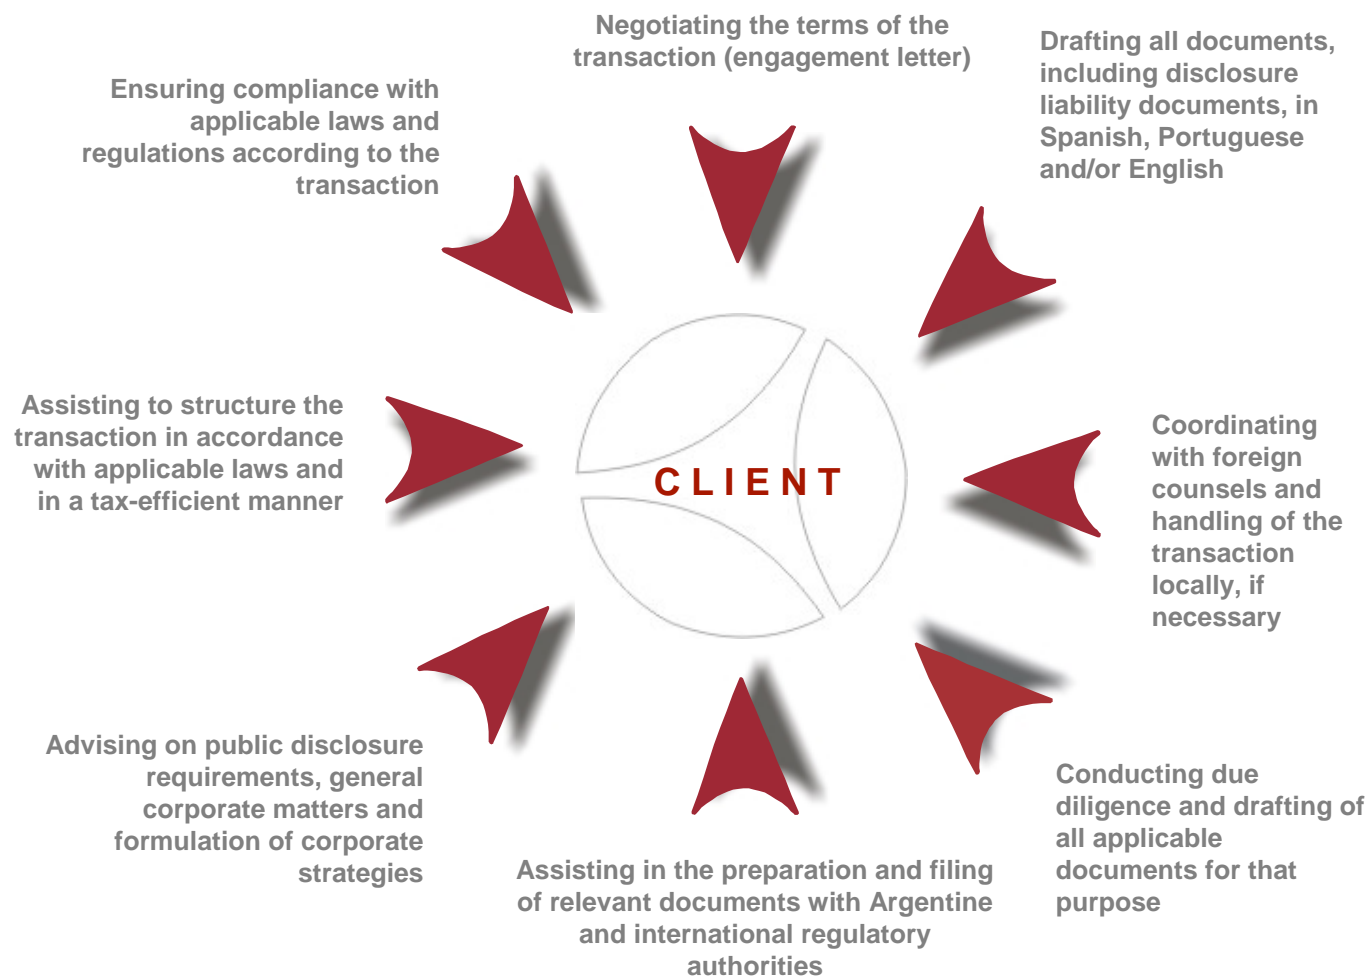 Negotiating the terms of the
transaction (engagement letter)
Drafting all documents,
including disclosure
liability documents, in
Spanish, Portuguese
and/or English
Ensuring compliance with
applicable laws and
regulations according to the
transaction
Assisting to structure the
transaction in accordance
with applicable laws and
in a tax-efficient manner
CLIENT
Coordinating
with foreign
counsels and
handling of the
transaction
locally, if
necessary
Advising on public disclosure
requirements, general
corporate matters and
formulation of corporate
strategies
Conducting due
diligence and drafting of
all applicable
documents for that
purpose
Assisting in the preparation and filing
of relevant documents with Argentine
and international regulatory
authorities